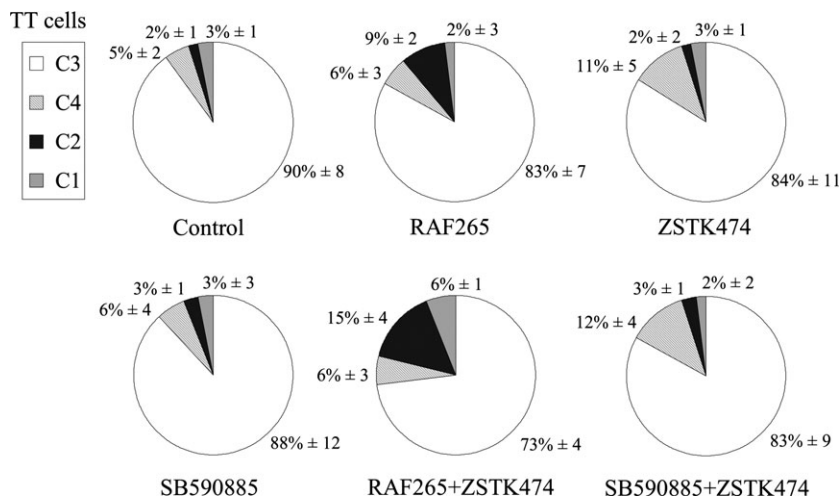 TT cells
C3
C4
C2
C1
2% ± 1
3% ± 1
5% ± 2
90% ± 8
Control
2% ± 3
9% ± 2
6% ± 3
83% ± 7
RAF265
2% ± 2
3% ± 1
11% ± 5
84% ± 11
ZSTK474
3% ± 1
3% ± 3
6% ± 4
88% ± 12
SB590885
6% ± 1
15% ± 4
6% ± 3
73% ± 4
RAF265+ZSTK474
3% ± 1
2% ± 2
12% ± 4
83% ± 9
SB590885+ZSTK474